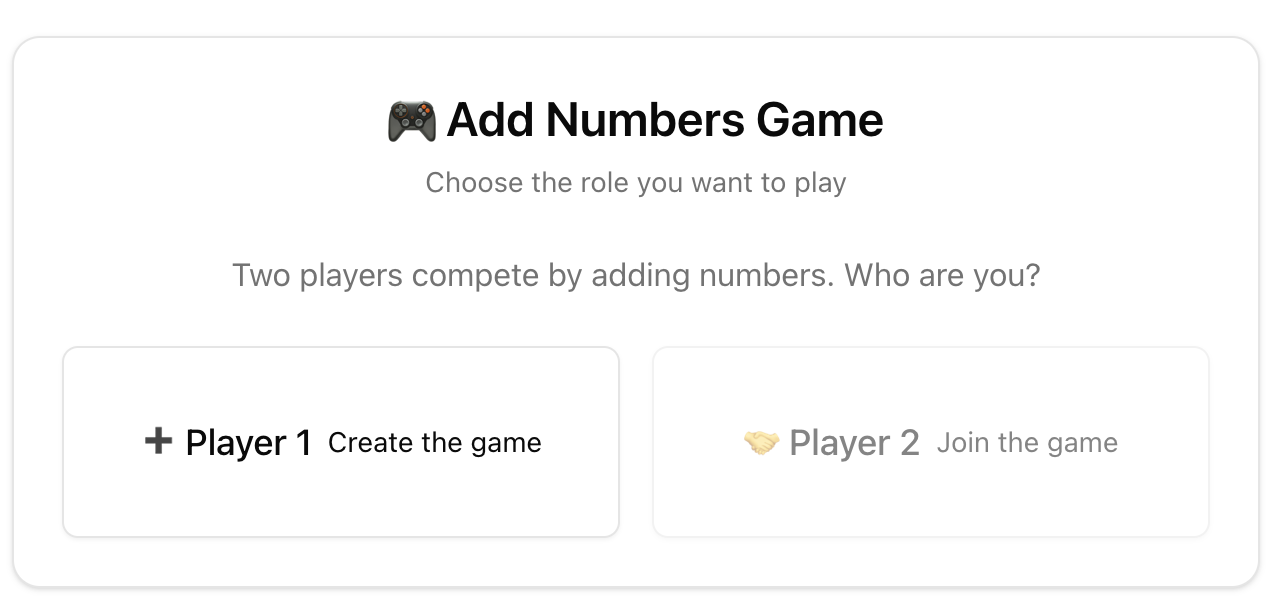 🎮 Add Numbers Game
Choose the role you want to play
Two players compete by adding numbers. Who are you?
➕ Player 1 Create the game
🤝 Player 2 Join the game